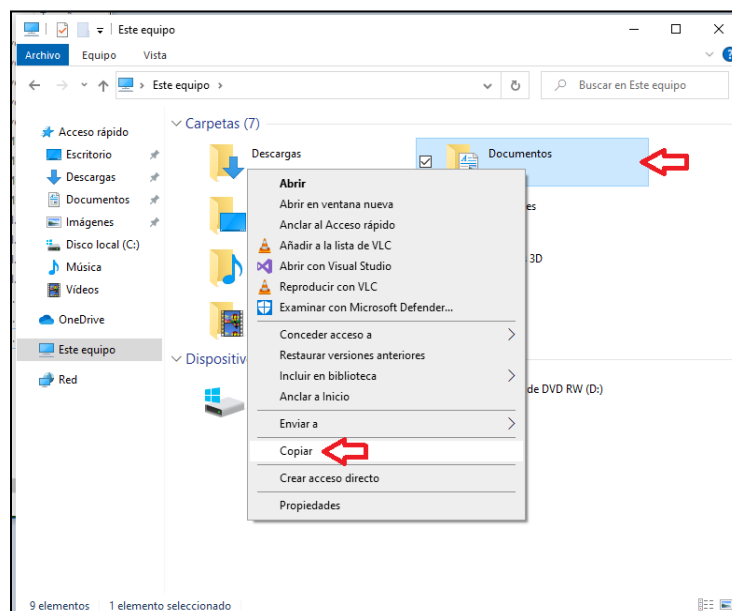 Este equipo
Archivo Equipo Vista
Este equipo
Buscar en Este equipo
Acceso rápido
Escritorio
Descargas
Documentos
Imágenes
Disco local (C:)
Música
Vídeos
OneDrive
Este equipo
Red
Carpetas (7)
Descargas
Documentos
es
3D
Dispositiv
de DVD RW (D:)
Abrir
Abrir en ventana nueva
Anclar al Acceso rápido
Añadir a la lista de VLC
Abrir con Visual Studio
Reproducir con VLC
Examinar con Microsoft Defender...
Conceder acceso a
Restaurar versiones anteriores
Incluir en biblioteca
Anclar a Inicio
Enviar a
Copiar
Crear acceso directo
Propiedades
9 elementos 1 elemento seleccionado